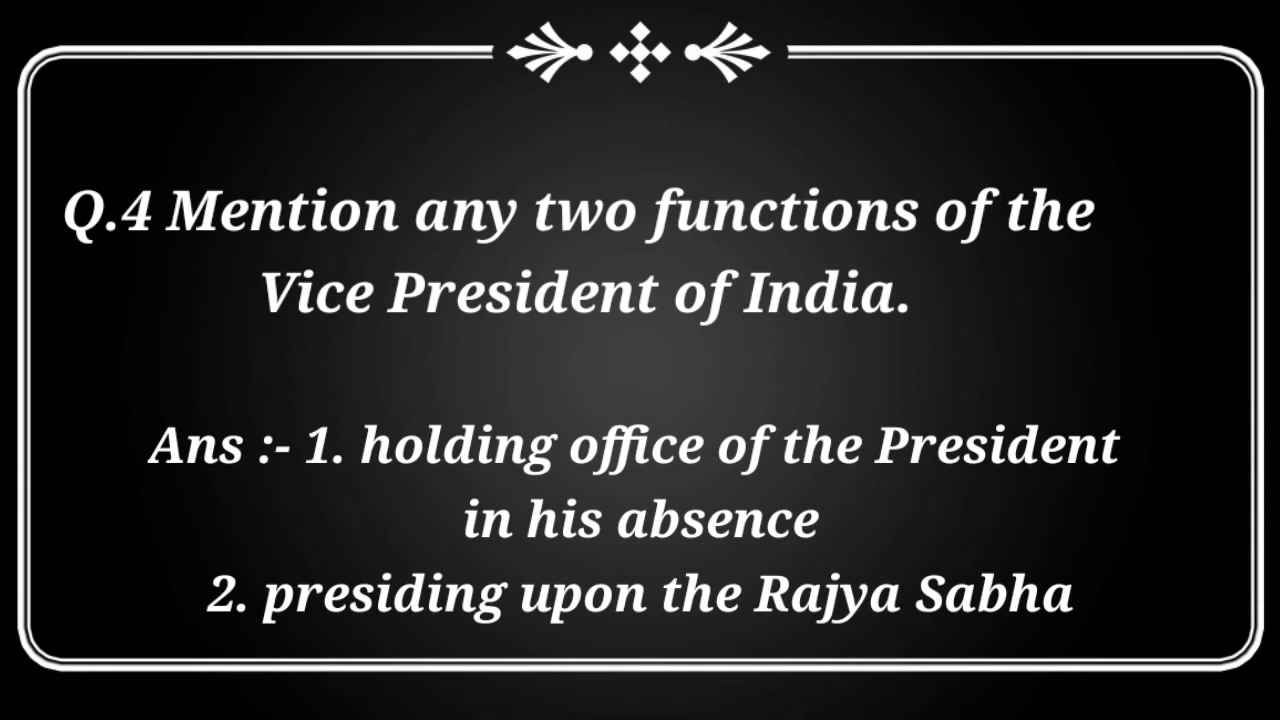 Q.4 Mention any two functions of the
Vice President of India.
Ans :- 1. holding office of the President
in his absence
2. presiding upon the Rajya Sabha